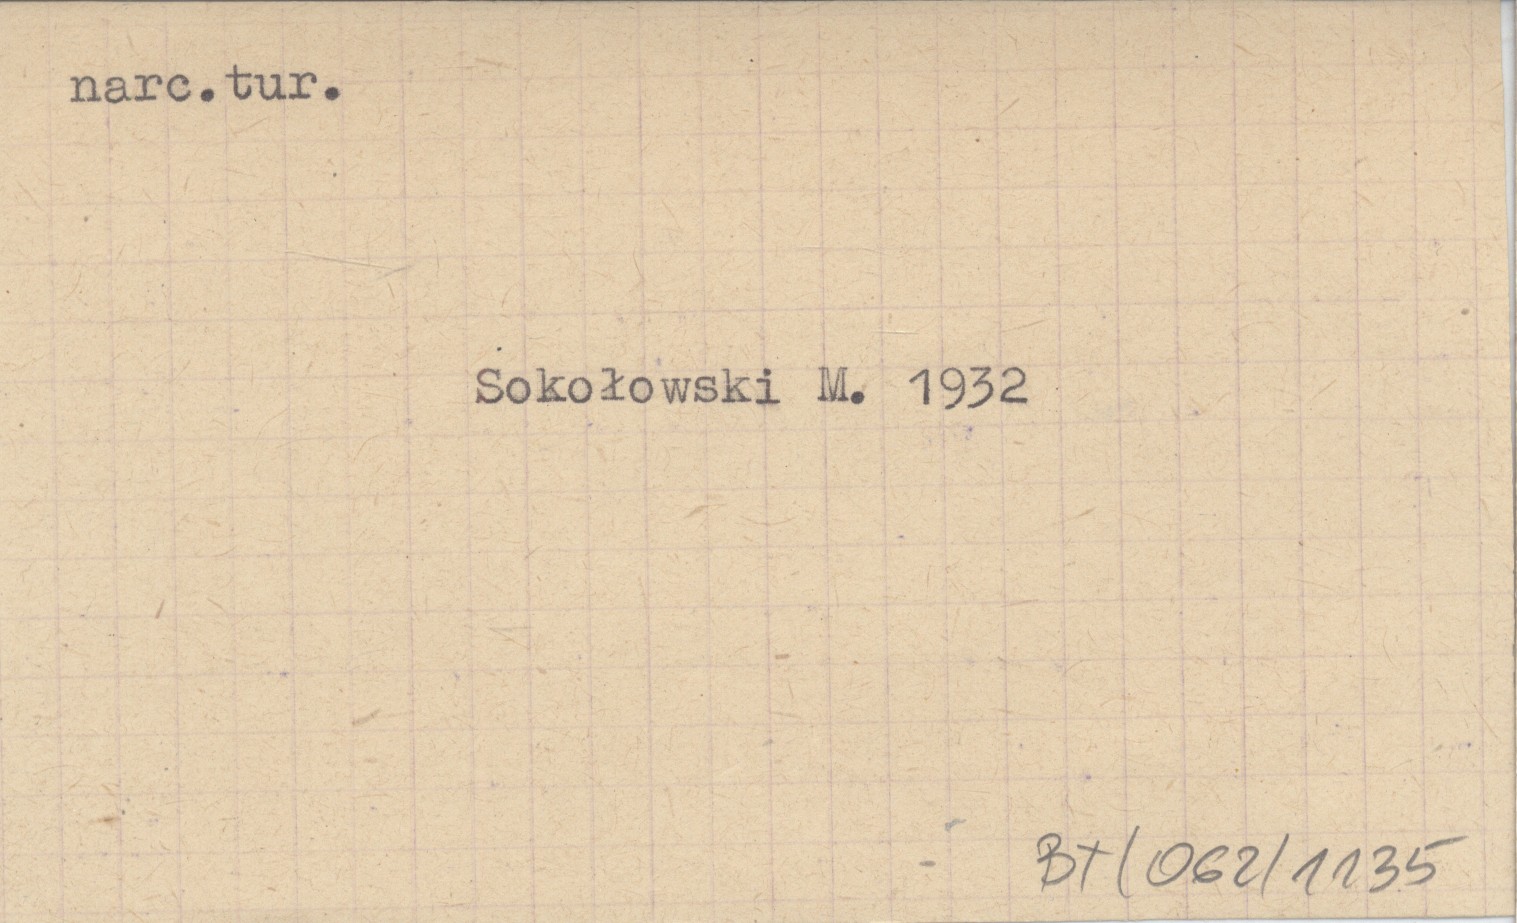 narc.tur.
Sokołowski M. 1932
BT/062/1135